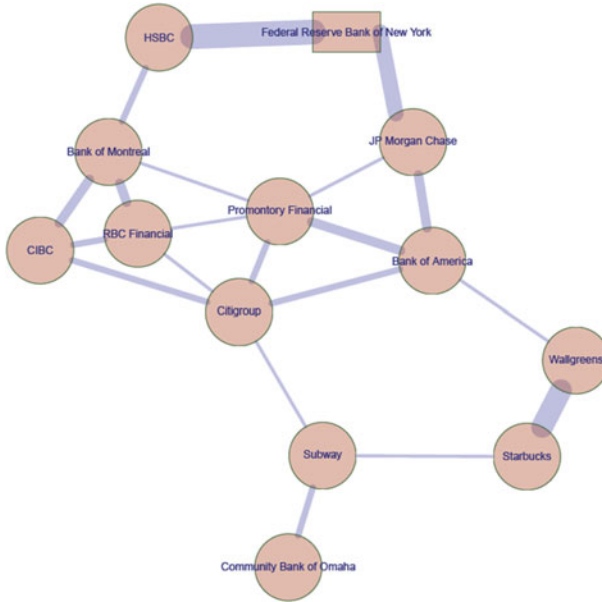 HSBC
Federal Reserve Bank of New York
Bank of Montreal
JP Morgan Chase
Promontory Financial
RBC Financial
CIBC
Bank of America
Citigroup
Wallgreens
Subway
Starbucks
Community Bank of Omaha